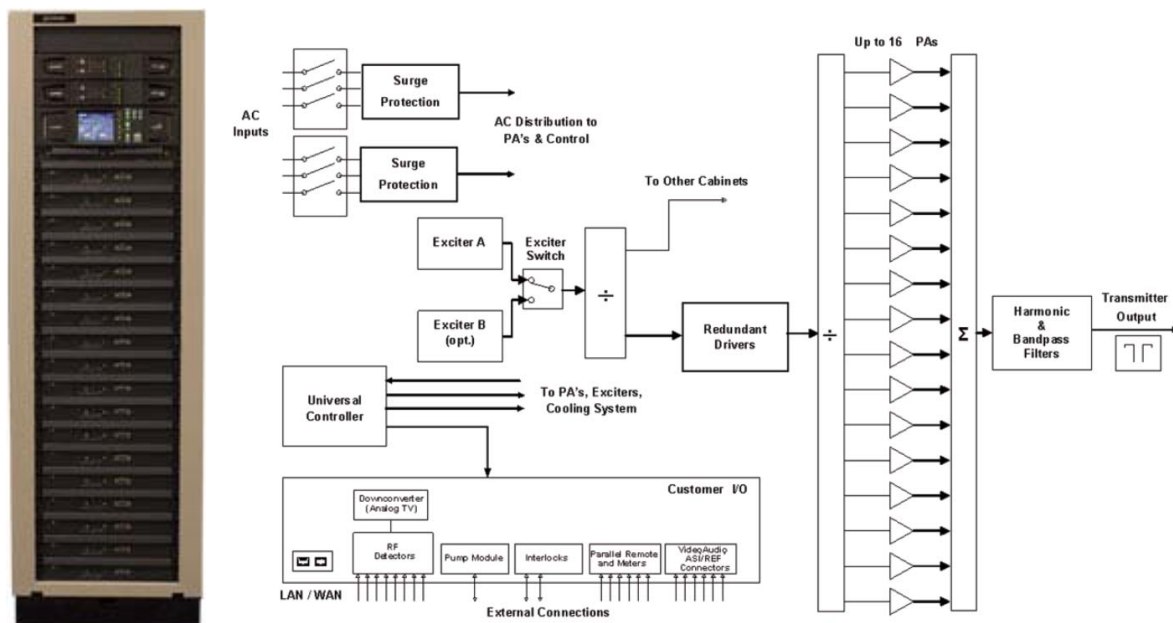 Up to 16 PAs
AC
Inputs
Surge
Protection
AC Distribution to
PA's & Control
Surge
Protection
To Other Cabinets
Exciter A
Exciter
Switch
Exciter B
(opt.)
÷
Redundant
Drivers
÷
Σ
Harmonic
&
Bandpass
Filters
Transmitter
Output
Universal
Controller
To PA's, Exciters,
Cooling System
Customer I/O
Downconverter
(Analog TV)
RF
Detectors
Pump Module
Interlocks
Parallel Remote
and Meters
Video/Audio
ASI/REF
Connectors
LAN / WAN
External Connections